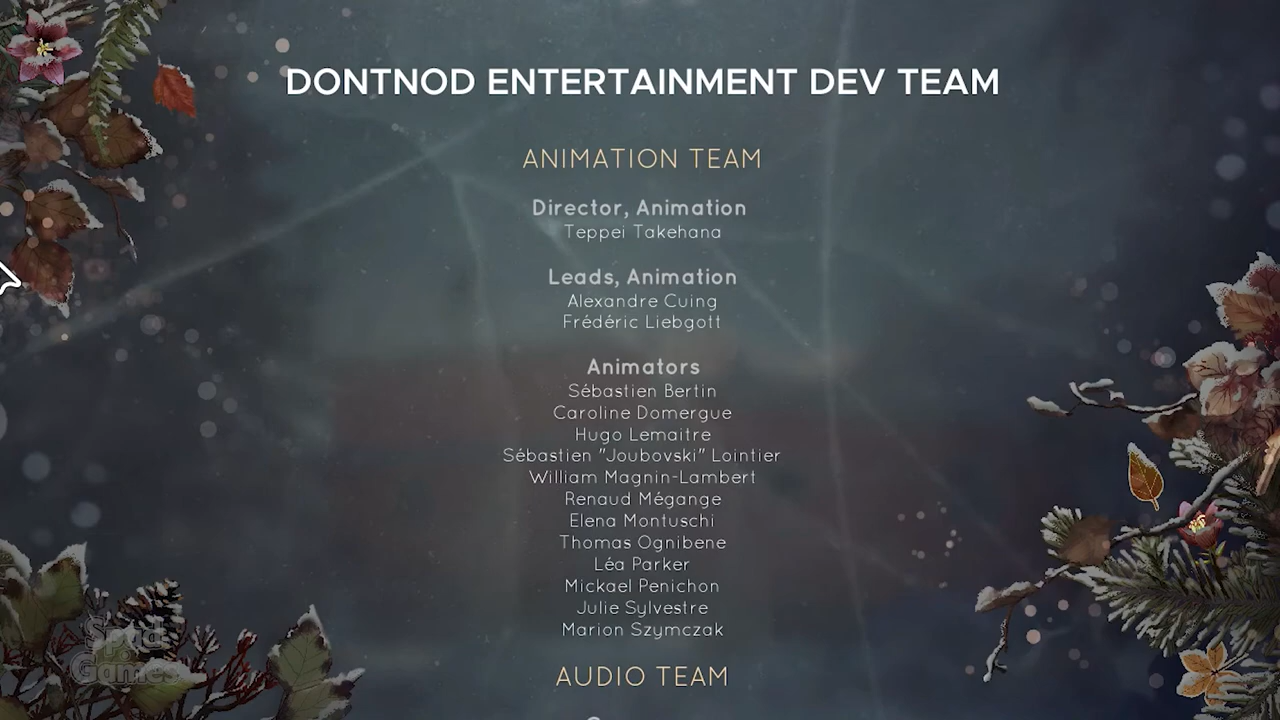 DONTNOD ENTERTAINMENT DEV TEAM
ANIMATION TEAM
Director, Animation
Teppei Takehana
Leads, Animation
Alexandre Cuing
Frédéric Liebgott
Animators
Sébastien Bertin
Caroline Domergue
Hugo Lemaitre
Sébastien "Joubovski" Lointier
William Magnin-Lambert
Renaud Mégange
Elena Montuschi
Thomas Ognibene
Léa Parker
Mickael Penichon
Julie Sylvestre
Marion Szymczak
AUDIO TEAM
Spud
Games